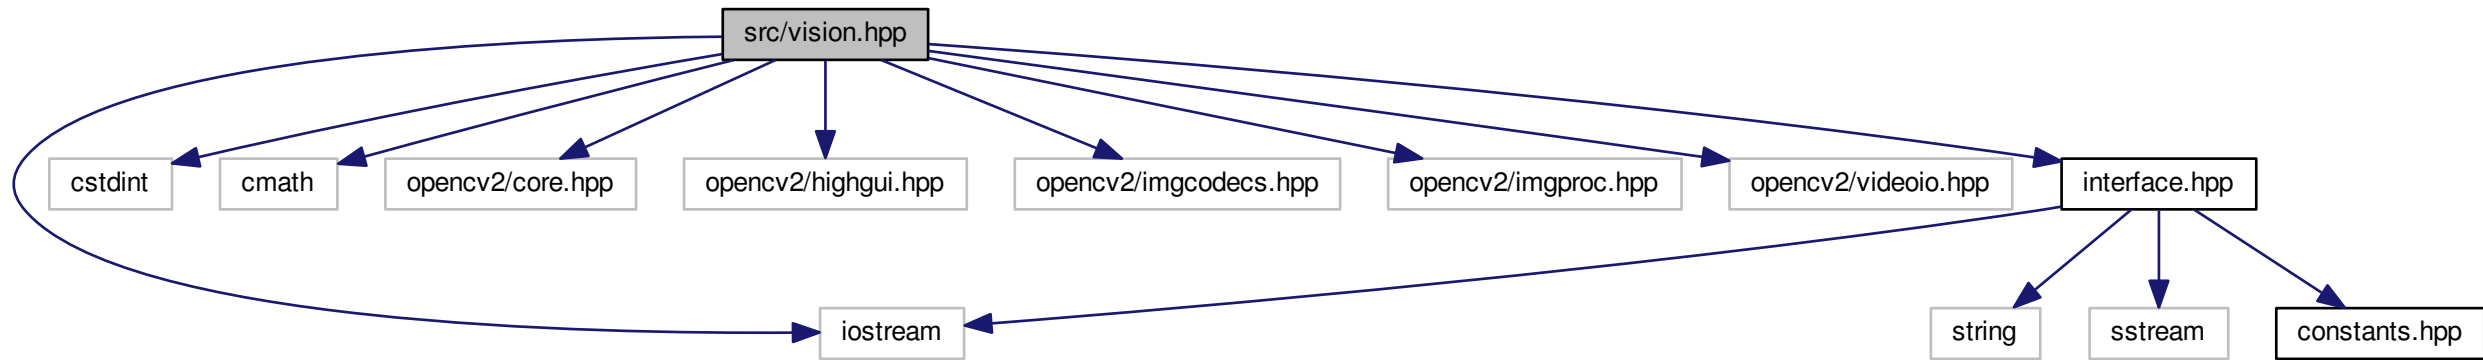 src/vision.hpp
cstdint
cmath
opencv2/core.hpp
opencv2/highgui.hpp
opencv2/imgcodecs.hpp
opencv2/imgproc.hpp
opencv2/videoio.hpp
interface.hpp
iostream
string
sstream
constants.hpp